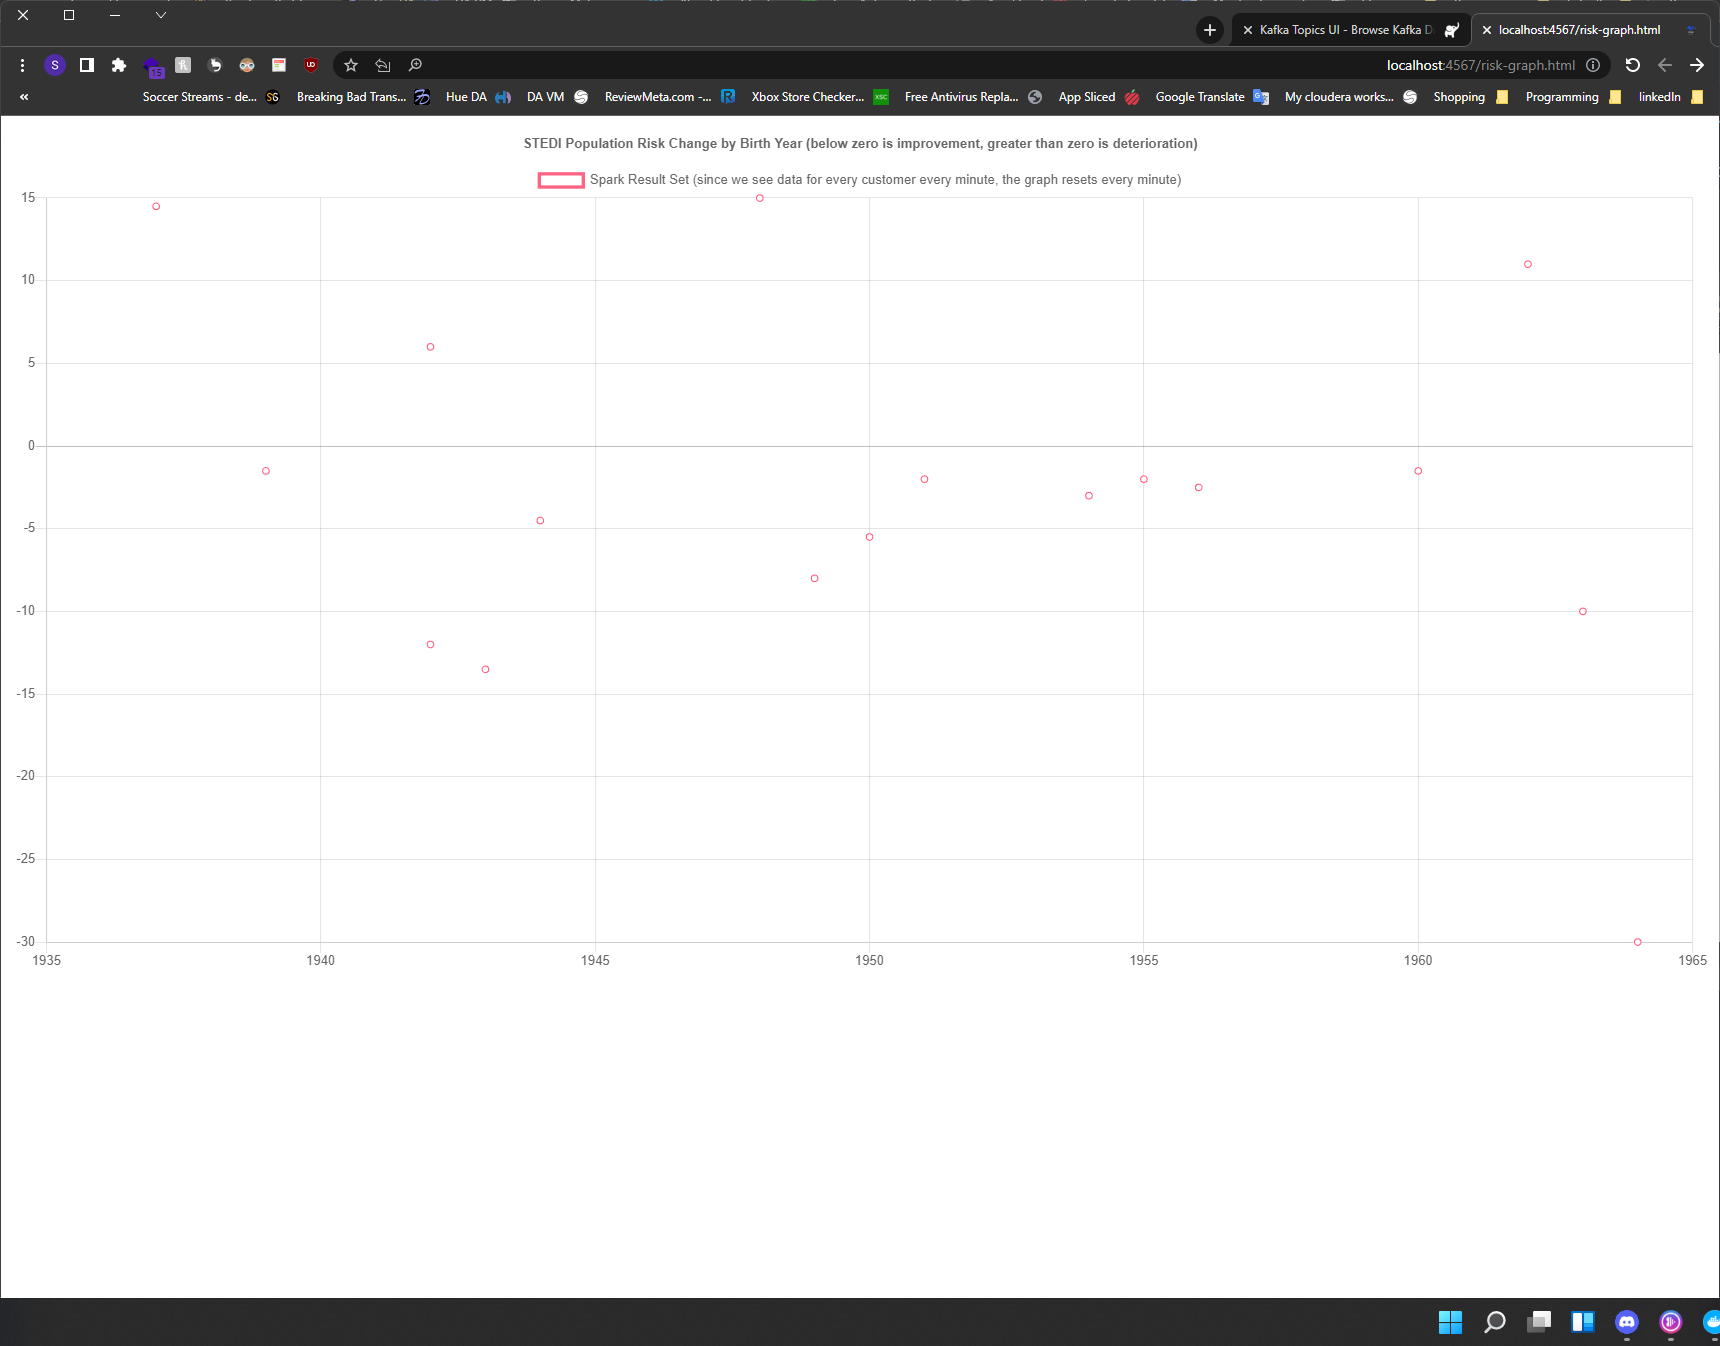 Kafka Topics UI - Browse Kafka D
localhost:4567/risk-graph.html
S
15
UD
localhost:4567/risk-graph.html
«
Soccer Streams - de...
SG
Breaking Bad Trans...
Hue DA
DA VM
ReviewMeta.com -...
R
Xbox Store Checker...
XSC
Free Antivirus Repla...
App Sliced
Google Translate
My cloudera works...
Shopping
Programming
linkedIn
STEDI Population Risk Change by Birth Year (below zero is improvement, greater than zero is deterioration)
Spark Result Set (since we see data for every customer every minute, the graph resets every minute)
15
10
5
0
-5
-10
-15
-20
-25
-30
1935 1940 1945 1950 1955 1960 1965